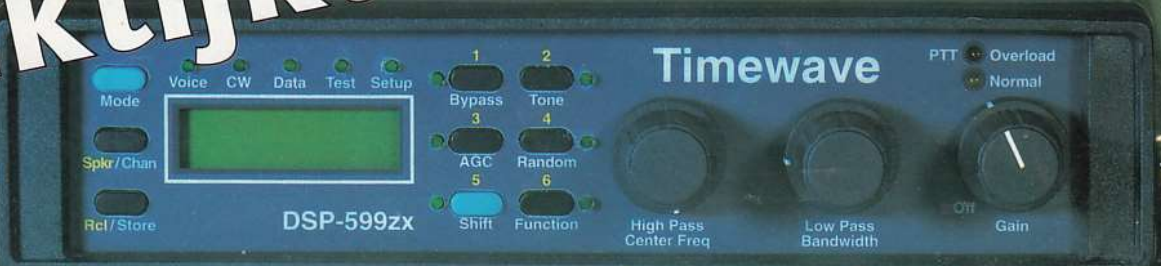 ktijk
Timewave
PTT Overload
Normal
Voice CW Data Test Setup
Mode
Spkr/Chan
Rcl/Store
DSP-599zx
1 2
Bypass Tone
3 4
AGC Random
5 6
Shift Function
High Pass
Center Freq
Low Pass
Bandwidth
Off
Gain